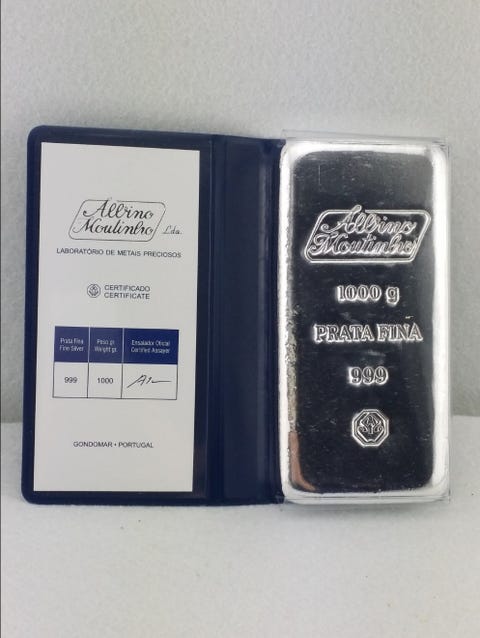 Albino
Moutinho Lda.
LABORATÓRIO DE METAIS PRECIOSOS
CERTIFICADO
CERTIFICATE
Prata Fina
Fine Silver
Peso gr.
Weight gr.
Ensaiador Oficial
Certified Assayer
999
1000
GONDOMAR • PORTUGAL
Albino
Moutinho
1000 g
PRATA FINA
999